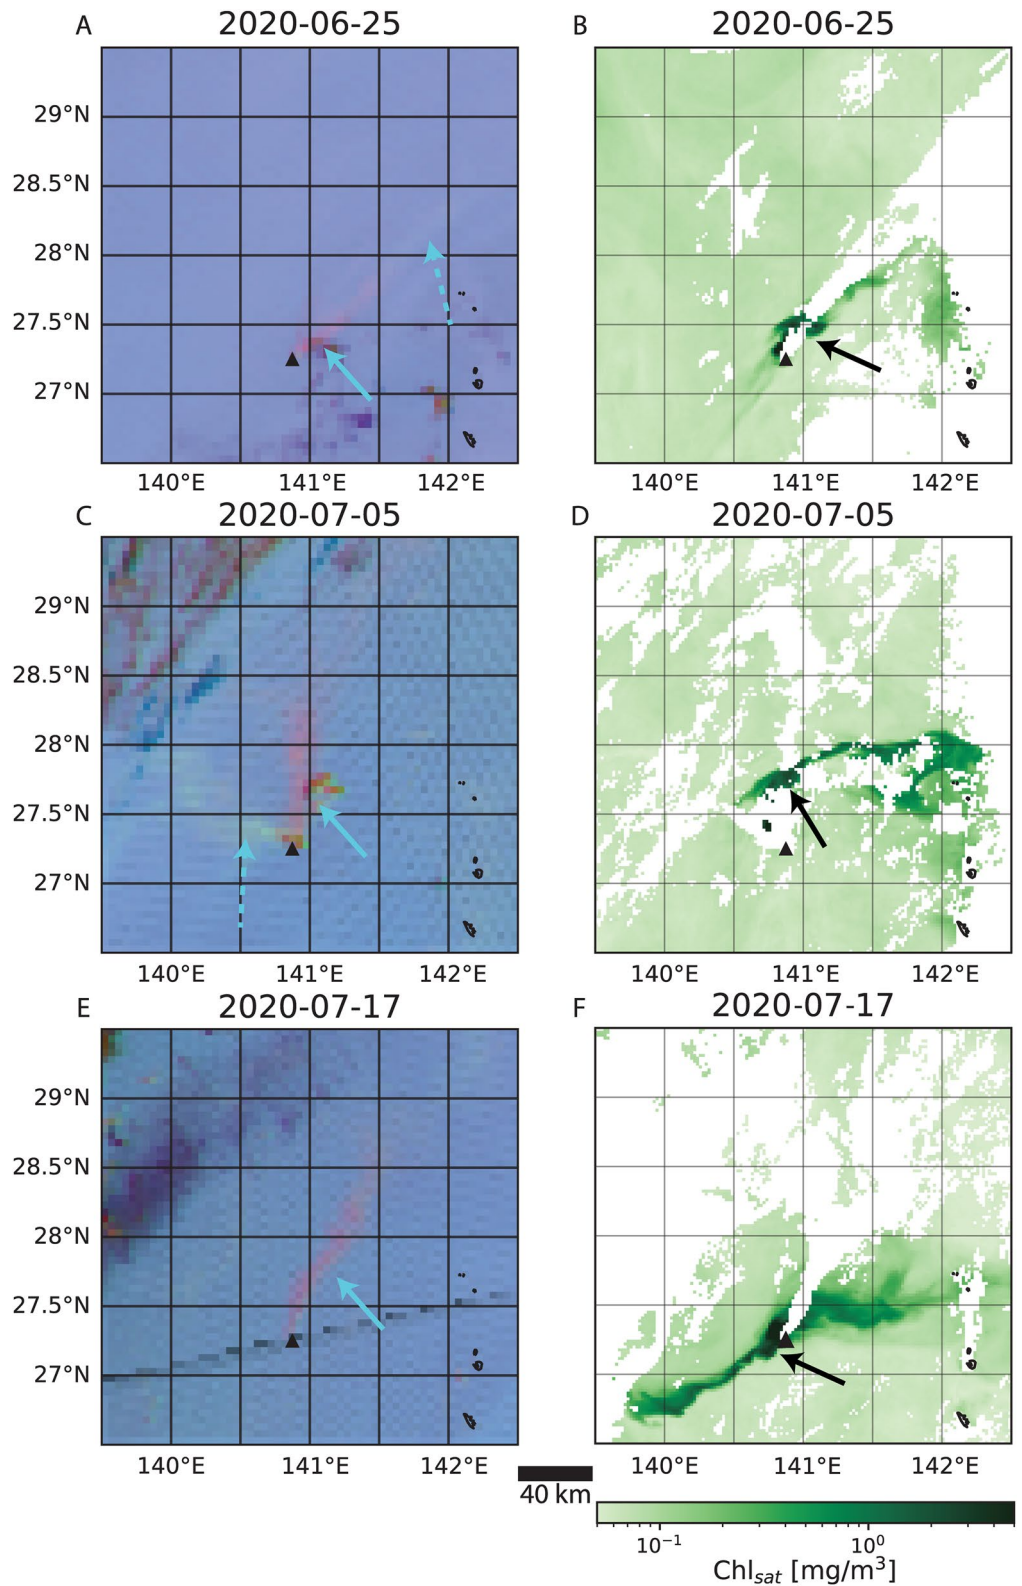 A 2020-06-25 B 2020-06-25
29°N
28.5°N
28°N
27.5°N
27°N
140°E 141°E 142°E 140°E 141°E 142°E
C 2020-07-05 D 2020-07-05
29°N
28.5°N
28°N
27.5°N
27°N
140°E 141°E 142°E 140°E 141°E 142°E
E 2020-07-17 F 2020-07-17
29°N
28.5°N
28°N
27.5°N
27°N
140°E 141°E 142°E 140°E 141°E 142°E
40 km
10⁻¹ 10⁰
Chlsat [mg/m³]